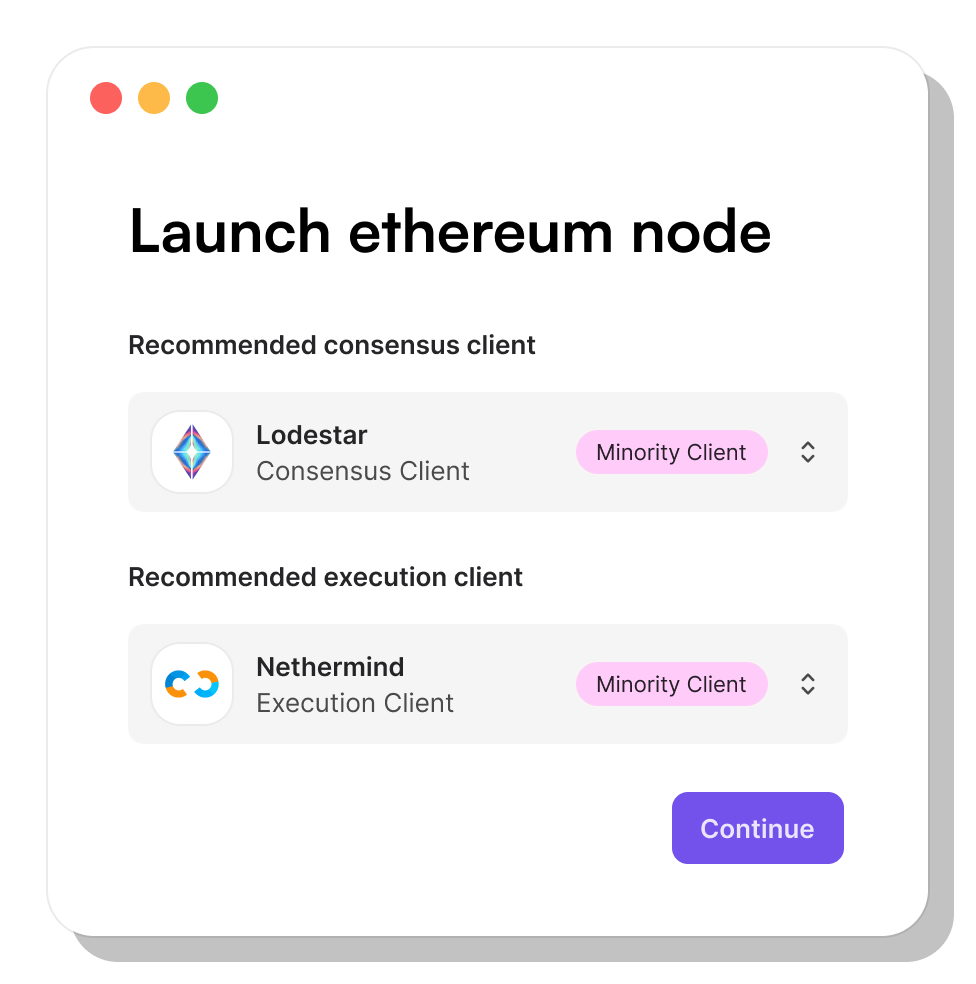 Launch ethereum node
Recommended consensus client
Lodestar
Consensus Client
Minority Client
Recommended execution client
Nethermind
Execution Client
Minority Client
Continue